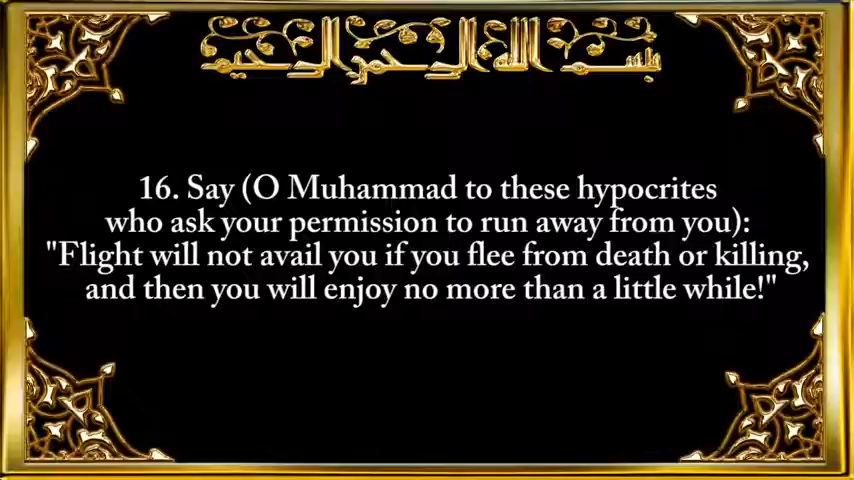 بسم الله الرحمن الرحيم
16. Say (O Muhammad to these hypocrites
who ask your permission to run away from you):
"Flight will not avail you if you flee from death or killing,
and then you will enjoy no more than a little while!"